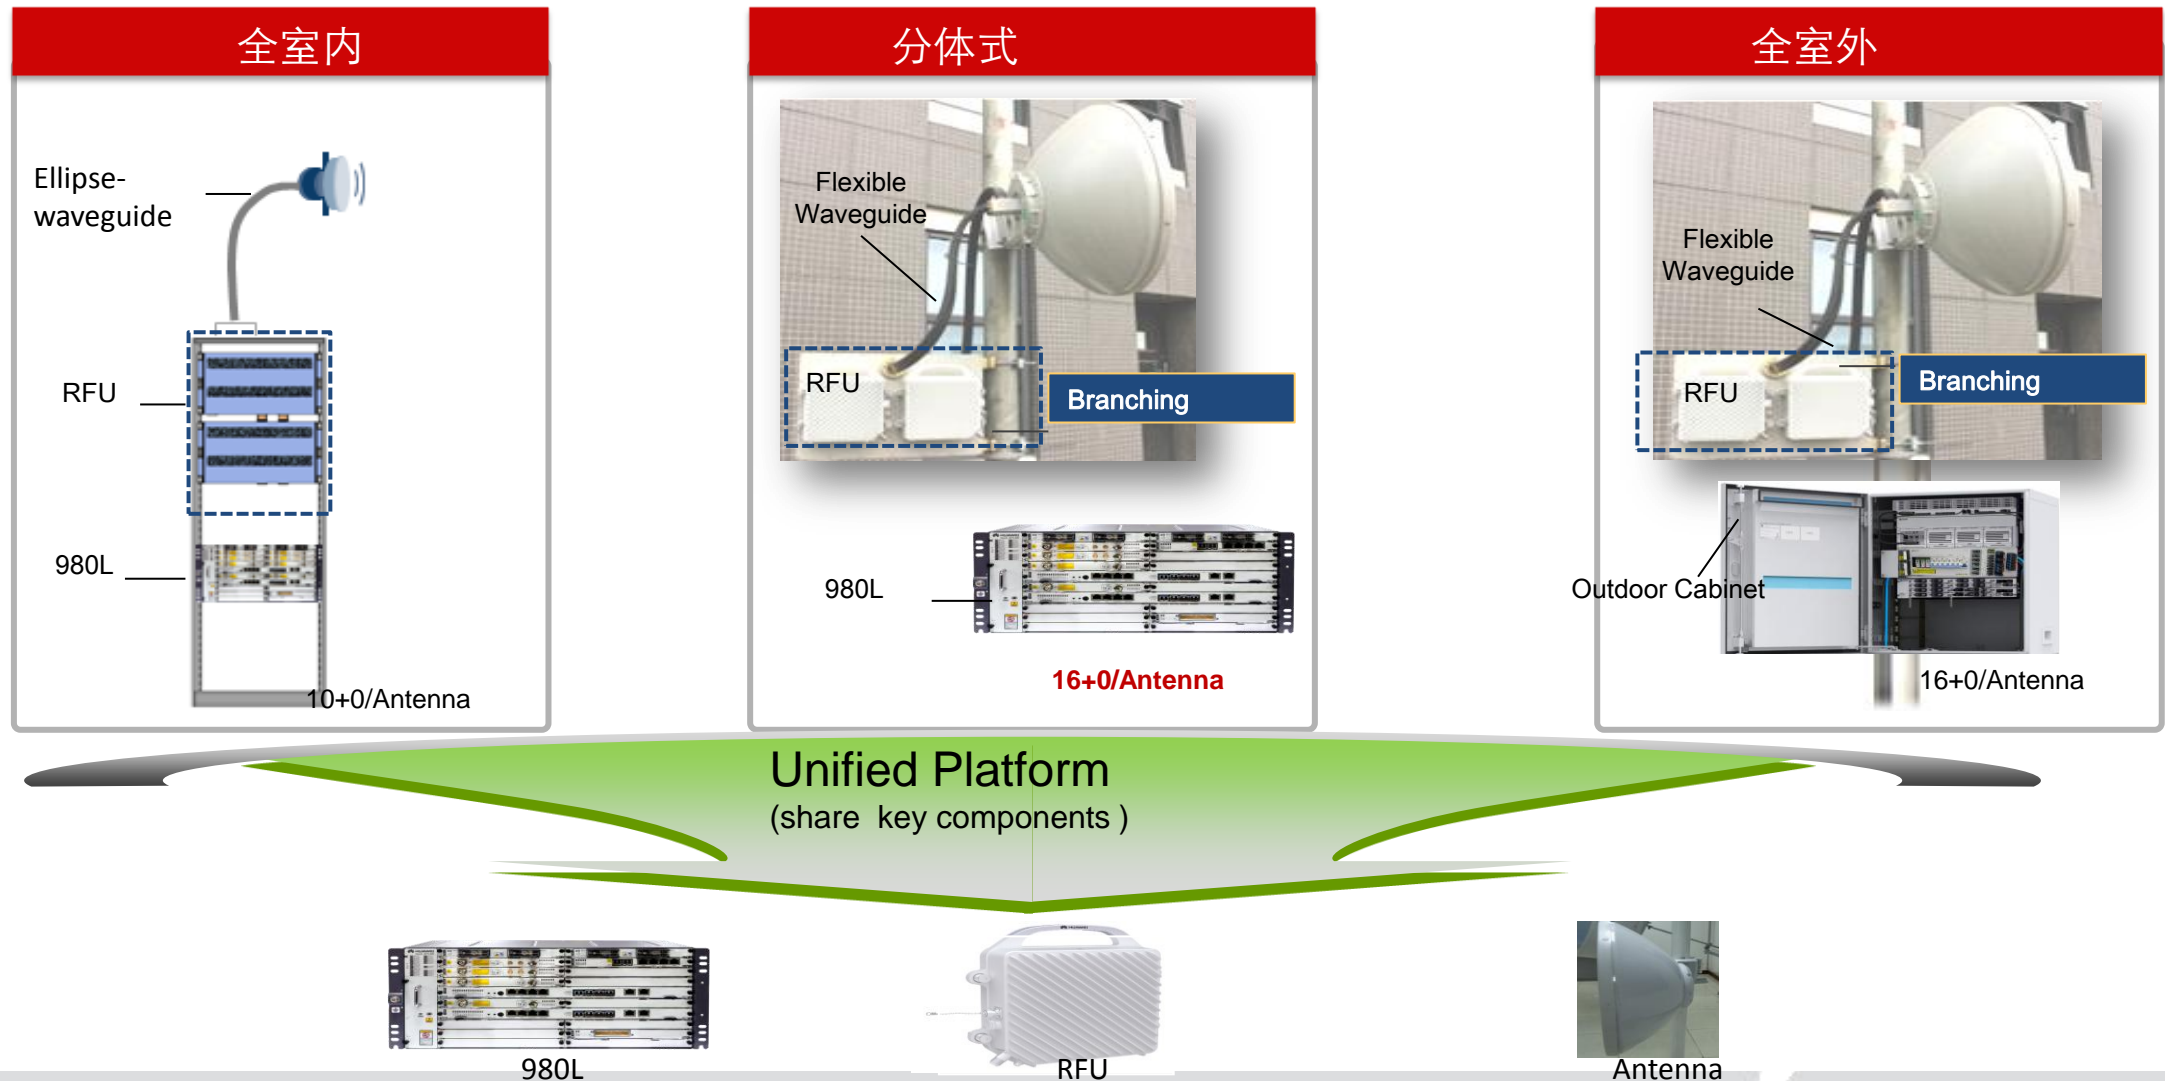 全室内
Ellipse-
waveguide
RFU
980L
10+0/Antenna
分体式
Flexible
Waveguide
RFU
Branching
980L
16+0/Antenna
全室外
Flexible
Waveguide
RFU
Branching
Outdoor Cabinet
16+0/Antenna
Unified Platform
(share key components )
980L
RFU
Antenna